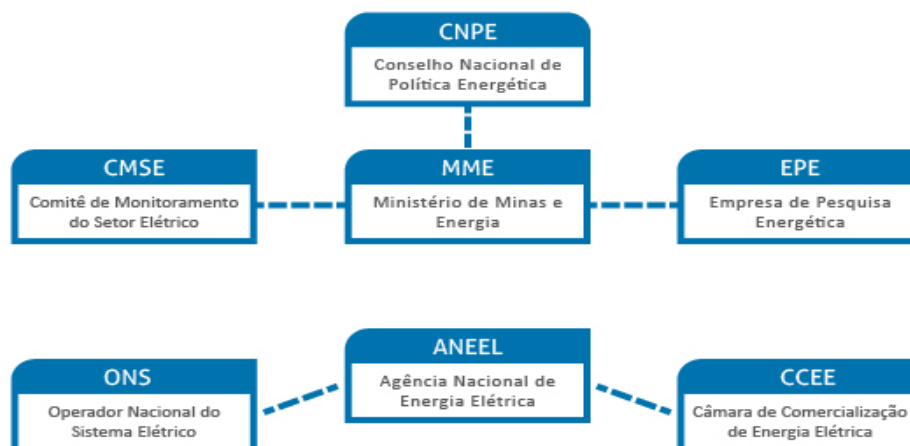 CNPE
Conselho Nacional de
Política Energética
CMSE
Comitê de Monitoramento
do Setor Elétrico
MME
Ministério de Minas e
Energia
EPE
Empresa de Pesquisa
Energética
ANEEL
Agência Nacional de
Energia Elétrica
ONS
Operador Nacional do
Sistema Elétrico
CCEE
Câmara de Comercialização
de Energia Elétrica